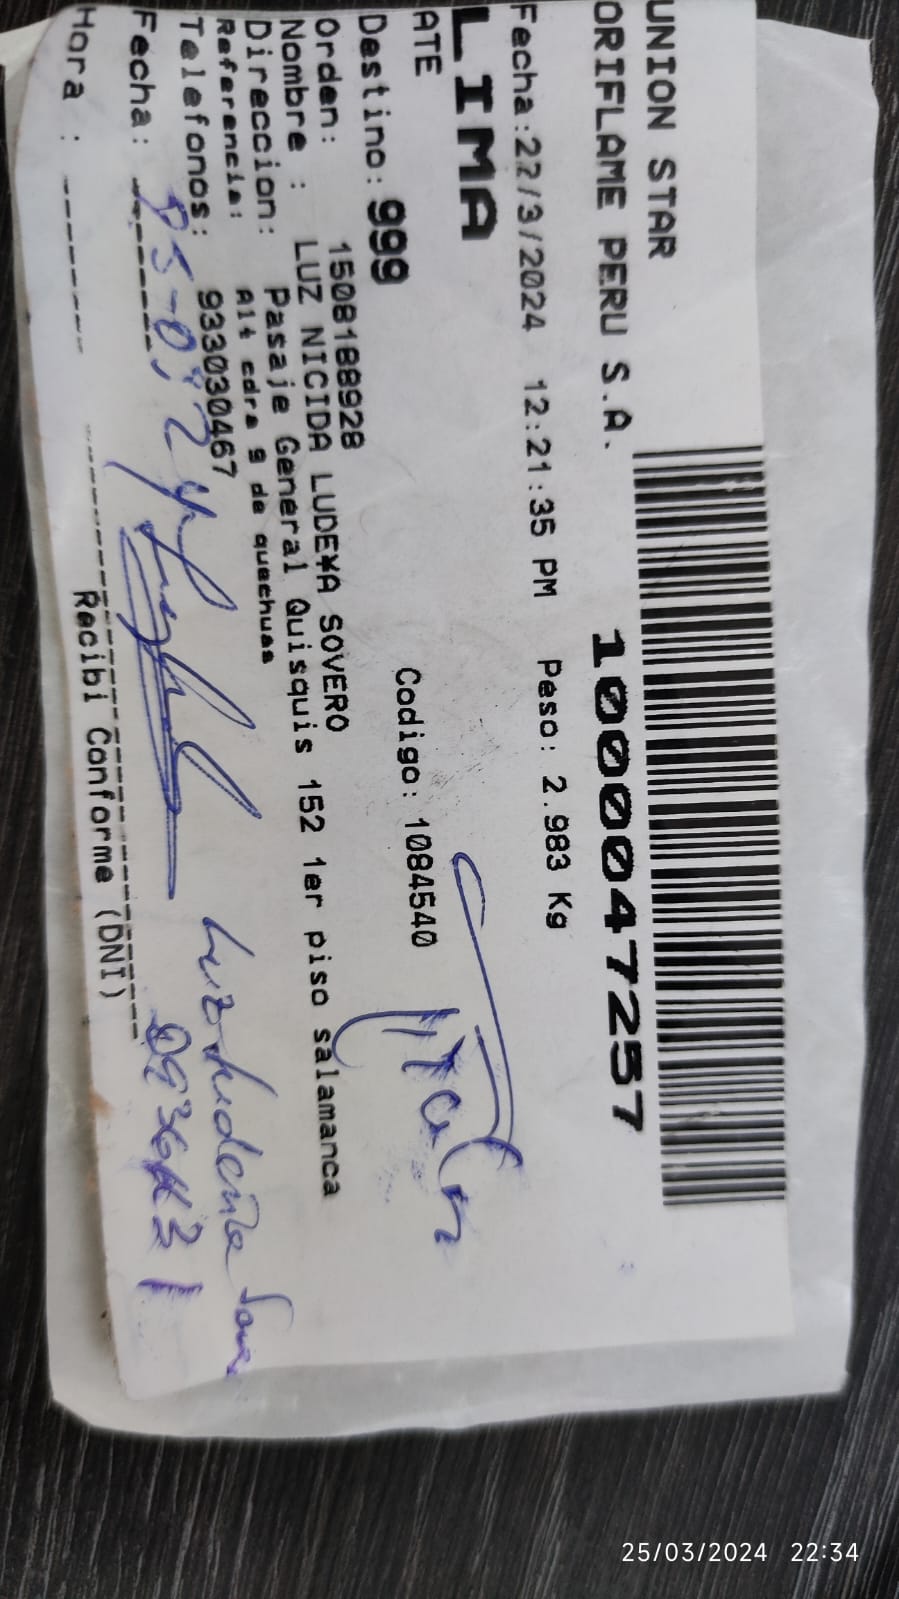 UNION STAR
ORIFLAME PERU S.A.
1000047257
Fecha:22/3/2024 12:21:35 PM Peso: 2.983 Kg
LIMA
ATE
Codigo: 1084540
Destino: 999
Orden: 1508188928
Nombre : LUZ NICIDA LUDE¥A SOVERO
Direccion: Pasaje General Quisquis 152 1er piso salamanca
Referencia: Alt cdra 9 de quechuas
Telefonos: 933030467
Luz Ludeña
Fecha: -------
Hora : -------
Recibi Conforme (DNI)
25/03/2024 22:34